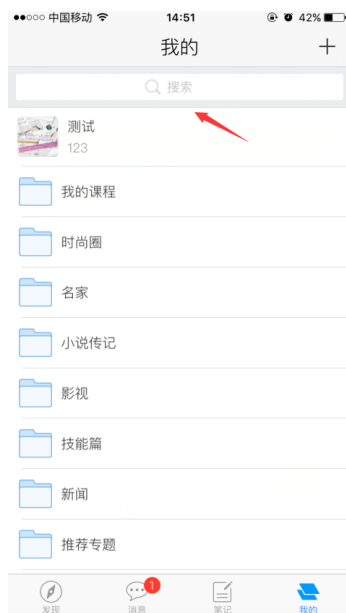 中国移动 14:51 42%
我的
搜索
测试
123
我的课程
时尚圈
名家
小说传记
影视
技能篇
新闻
推荐专题
1
发现 消息 笔记 我的